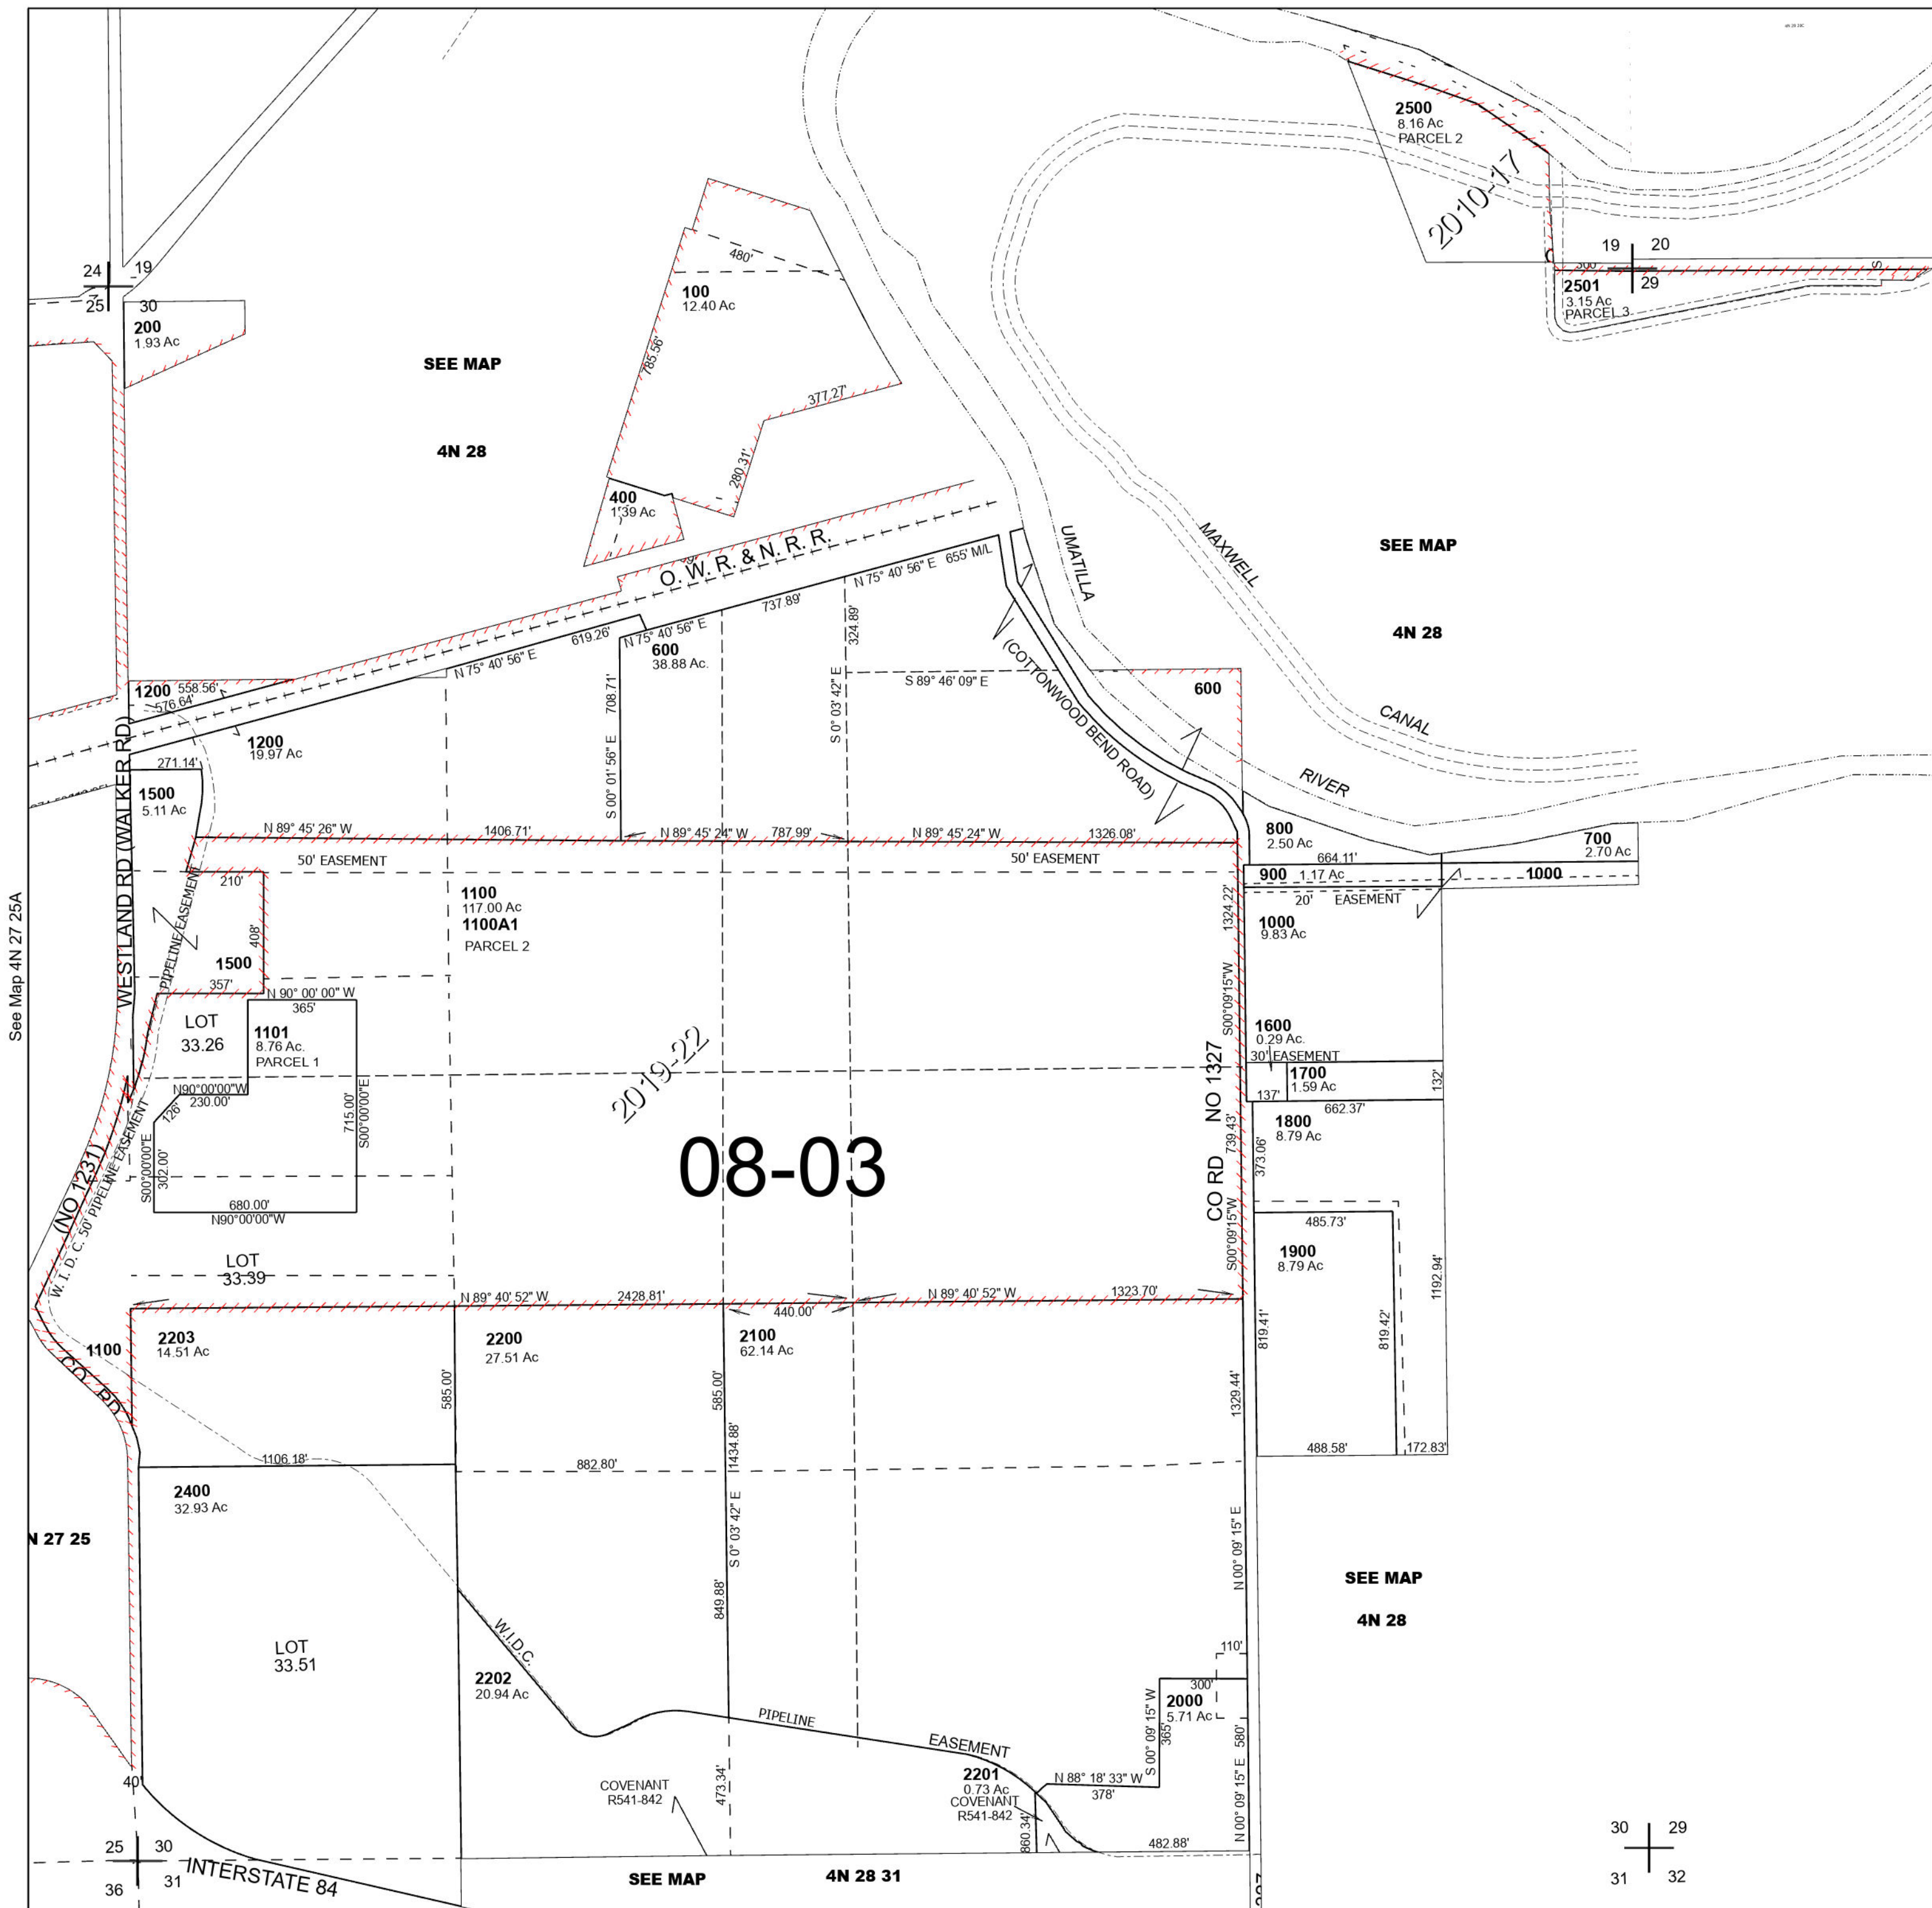 2500
8.16 Ac
PARCEL 2
2010-17
19 20
29
2501
3.15 Ac
PARCEL 3
24 19
25 30
200
1.93 Ac
SEE MAP
4N 28
480'
100
12.40 Ac
785.56'
377.27'
280.31'
400
1.39 Ac
O. W. R. & N. R. R.
UMATILLA
RIVER
MAXWELL
CANAL
SEE MAP
4N 28
N 75° 40' 56" E 655' M/L
737.89'
N 75° 40' 56" E
619.26'
N 75° 40' 56" E
600
38.88 Ac.
708.71'
S 00° 01' 56" E
324.89'
S 0° 03' 42" E
S 89° 46' 09" E
(COTTONWOOD BEND ROAD)
600
1200 558.56'
576.64'
1200
19.97 Ac
271.14'
1500
5.11 Ac
WESTLAND RD (WALKER RD)
See Map 4N 27 25A
N 89° 45' 26" W 1406.71'
N 89° 45' 24" W 787.99'
N 89° 45' 24" W 1326.08'
50' EASEMENT
50' EASEMENT
800
2.50 Ac
700
2.70 Ac
664.11'
900 1.17 Ac
1000
20' EASEMENT
1000
9.83 Ac
210'
PIPELINE EASEMENT
408'
1500
357'
1100
117.00 Ac
1100A1
PARCEL 2
1324.22'
S00°09'15"W
N 90° 00' 00" W
365'
LOT
33.26
1101
8.76 Ac.
PARCEL 1
N90°00'00"W
230.00'
126'
S00°00'00"E
302.00'
715.00'
S00°00'00"E
680.00'
N90°00'00"W
2019-22
08-03
CO RD NO 1327
739.43'
S00°09'15"W
1600
0.29 Ac.
30' EASEMENT
1700
1.59 Ac
132'
137'
662.37'
1800
8.79 Ac
373.06'
485.73'
1900
8.79 Ac
819.41'
819.42'
1192.94'
488.58'
172.83'
(NO 1231)
W. I. D. C. 50' PIPELINE EASEMENT
LOT
33.39
N 89° 40' 52" W 2428.81'
440.00'
N 89° 40' 52" W 1323.70'
1100
CO RD
2203
14.51 Ac
2200
27.51 Ac
2100
62.14 Ac
585.00'
585.00'
1434.88'
1329.44'
1106.18'
882.80'
2400
32.93 Ac
S 0° 03' 42" E
N 00° 09' 15" E
N 27 25
LOT
33.51
849.88'
W.I.D.C.
2202
20.94 Ac
PIPELINE
EASEMENT
SEE MAP
4N 28
110'
300'
2000
5.71 Ac
S 00° 09' 15" W
365'
580'
N 00° 09' 15" E
2201
0.73 Ac
COVENANT
R541-842
N 88° 18' 33" W
378'
COVENANT
R541-842
473.34'
860.34'
482.88'
40'
25 30
36 31
INTERSTATE 84
SEE MAP 4N 28 31
30 29
31 32